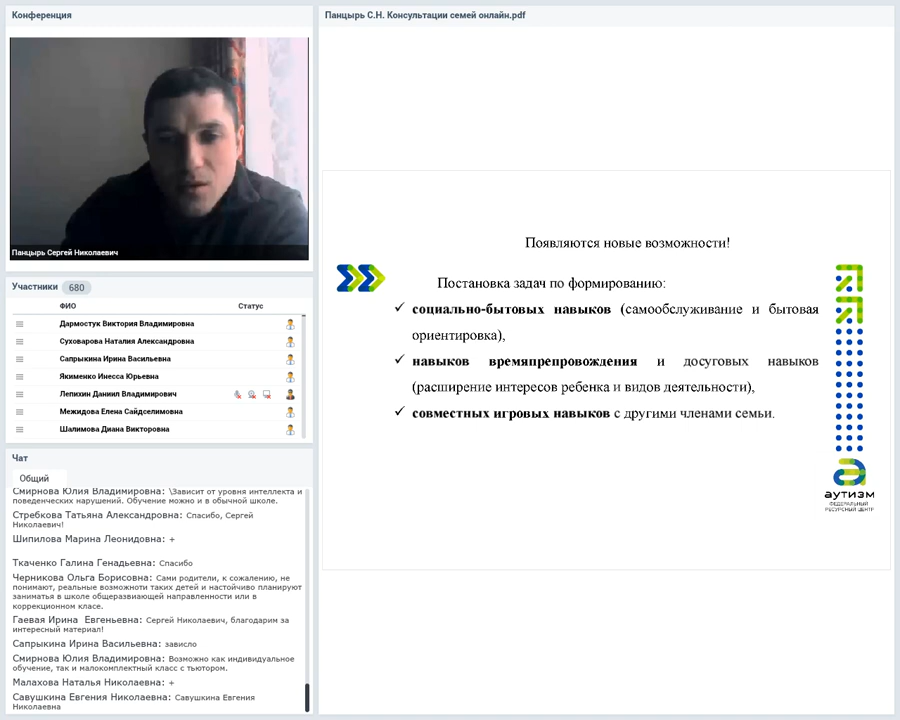 Конференция
Панцырь Сергей Николаевич
Участники 680
ФИО Статус
Дармостук Виктория Владимировна
Суховарова Наталия Александровна
Сапрыкина Ирина Васильевна
Якименко Инесса Юрьевна
Лепихин Даниил Владимирович
Межидова Елена Сайдселимовна
Шалимова Диана Викторовна
Чат
Общий
Смирнова Юлия Владимировна: \Зависит от уровня интеллекта и
поведенческих нарушений. Обучение можно и в обычной школе.
Стребкова Татьяна Александровна: Спасибо, Сергей
Николаевич!
Шипилова Марина Леонидовна: +
Ткаченко Галина Генадьевна: Спасибо
Черникова Ольга Борисовна: Сами родители, к сожалению, не
понимают, реальные возможноти таких детей и настойчиво планируют
заниматься в школе общеразвиающей направленности или в
коррекционном класе.
Гаевая Ирина Евгеньевна: Сергей Николаевич, благодарим за
интересный материал!
Сапрыкина Ирина Васильевна: зависло
Смирнова Юлия Владимировна: Возможно как индивидуальное
обучение, так и малокомплектный класс с тьютором.
Малахова Наталья Николаевна: +
Савушкина Евгения Николаевна: Савушкина Евгения
Николаевна
Панцырь С.Н. Консультации семей онлайн.pdf
Появляются новые возможности!
Постановка задач по формированию:
✓ социально-бытовых навыков (самообслуживание и бытовая
ориентировка),
✓ навыков времяпрепровождения и досуговых навыков
(расширение интересов ребенка и видов деятельности),
✓ совместных игровых навыков с другими членами семьи.
аутизм
ФЕДЕРАЛЬНЫЙ
РЕСУРСНЫЙ ЦЕНТР